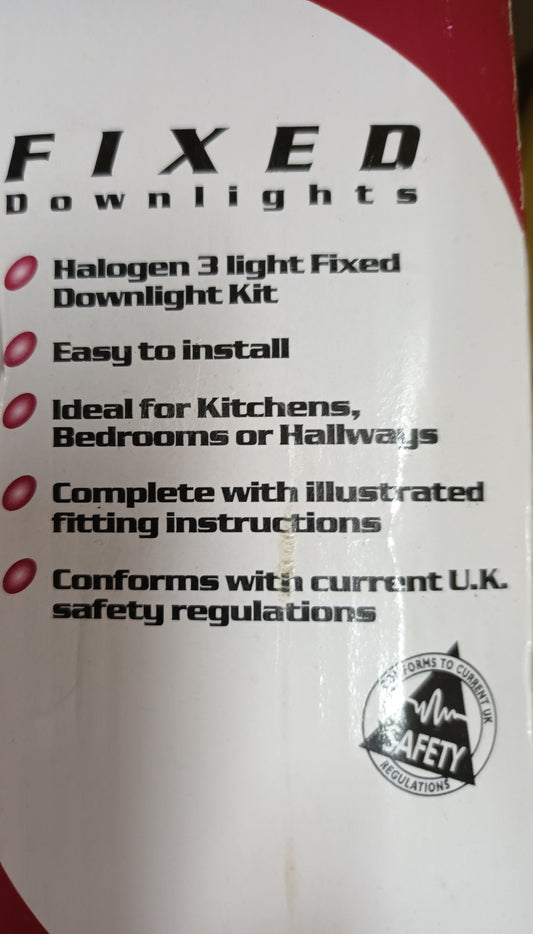 FIXED
Downlights
Halogen 3 light Fixed
Downlight Kit
Easy to install
Ideal for Kitchens,
Bedrooms or Hallways
Complete with illustrated
fitting instructions
Conforms with current U.K.
safety regulations
CONFORMS TO CURRENT UK
SAFETY
REGULATIONS